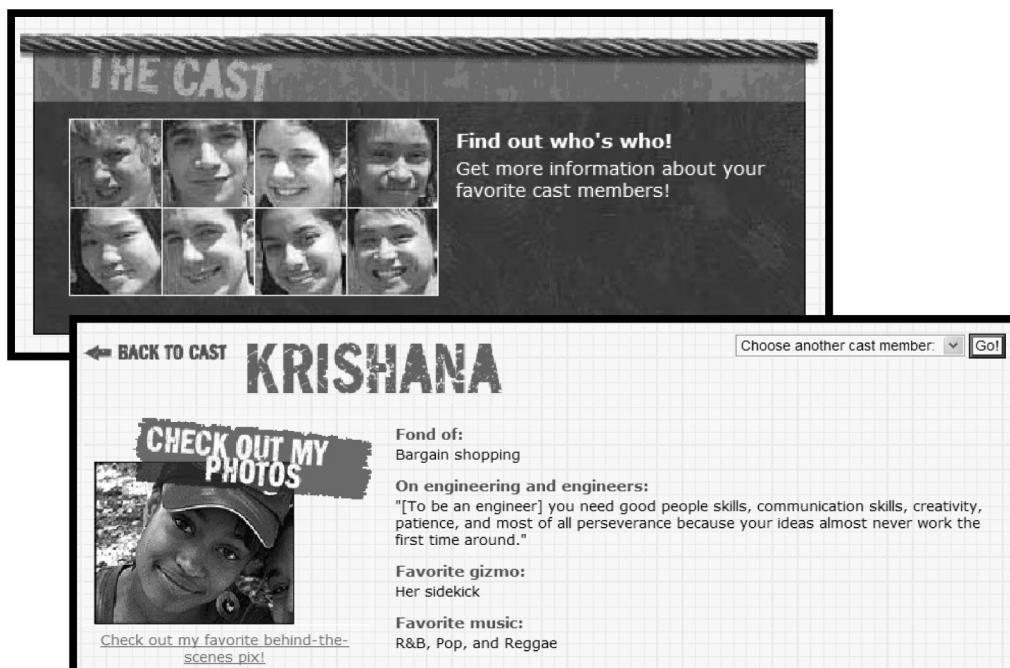 THE CAST
Find out who's who!
Get more information about your
favorite cast members!
BACK TO CAST
KRISHANA
Choose another cast member:
Go!
CHECK OUT MY
PHOTOS
Check out my favorite behind-the-
scenes pix!
Fond of:
Bargain shopping
On engineering and engineers:
"[To be an engineer] you need good people skills, communication skills, creativity,
patience, and most of all perseverance because your ideas almost never work the
first time around."
Favorite gizmo:
Her sidekick
Favorite music:
R&B, Pop, and Reggae